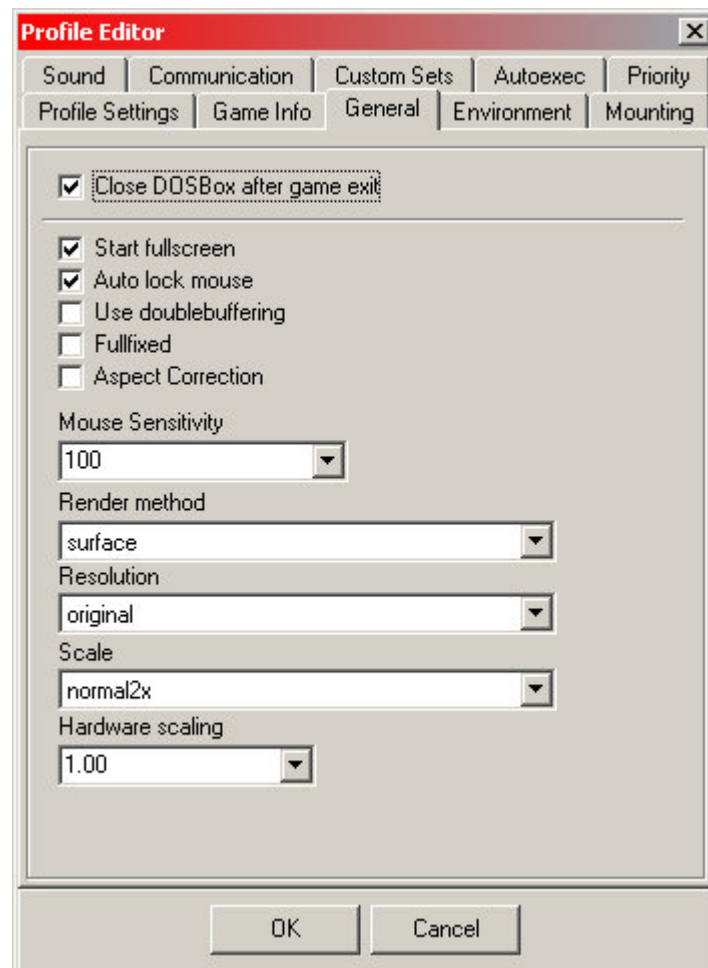 Profile Editor
Sound Communication Custom Sets Autoexec Priority
Profile Settings Game Info General Environment Mounting
Close DOSBox after game exit
Start fullscreen
Auto lock mouse
Use doublebuffering
Fullfixed
Aspect Correction
Mouse Sensitivity
100
Render method
surface
Resolution
original
Scale
normal2x
Hardware scaling
1.00
OK Cancel